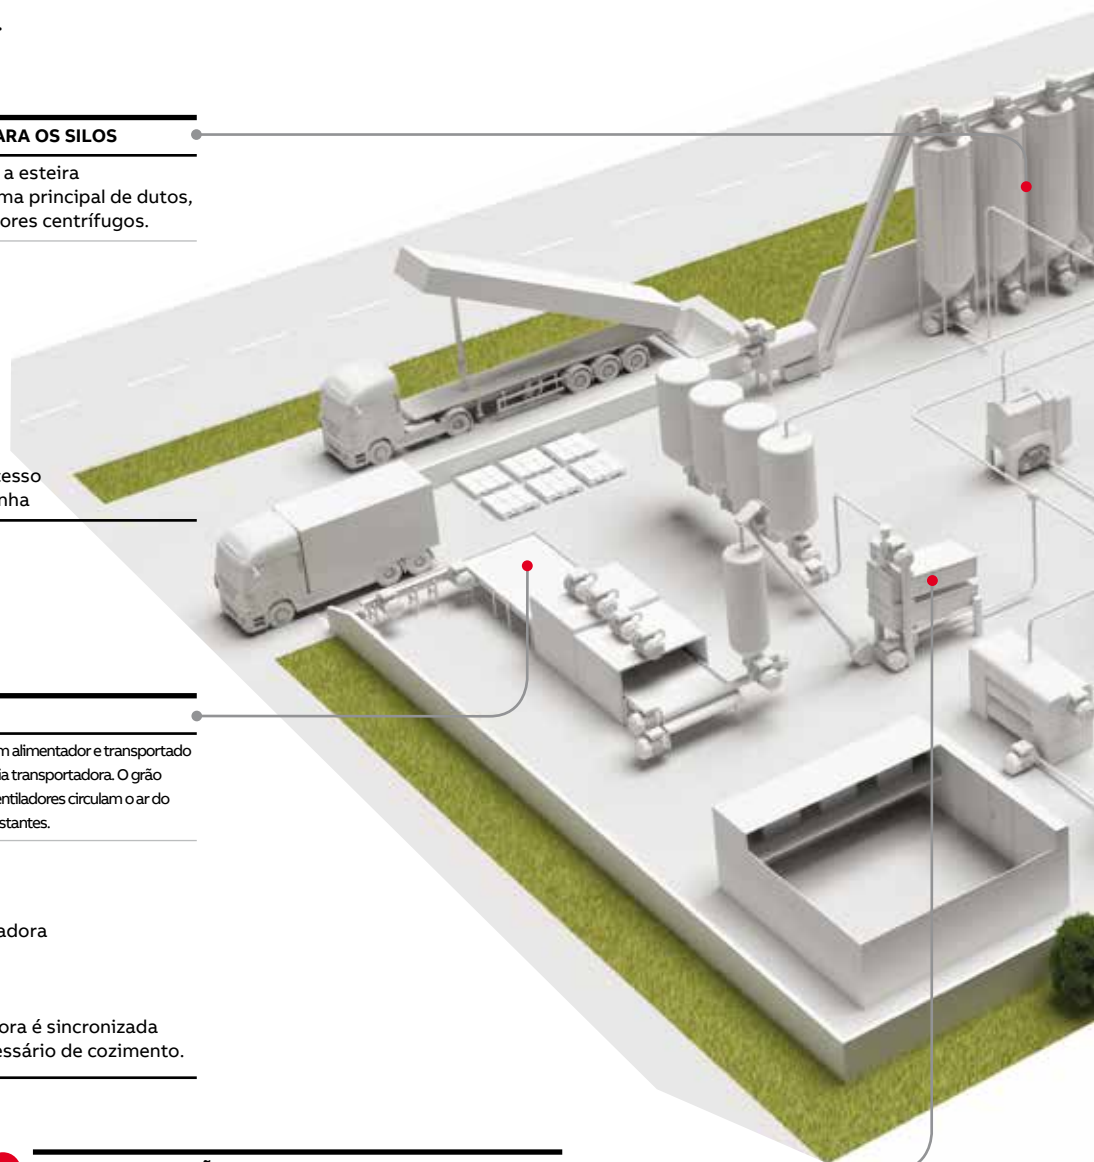 ARA OS SILOS
a esteira
ma principal de dutos,
ores centrífugos.
esso
nha
m alimentador e transportado
ia transportadora. O grão
entiladores circulam o ar do
stantes.
adora
ora é sincronizada
essário de cozimento.